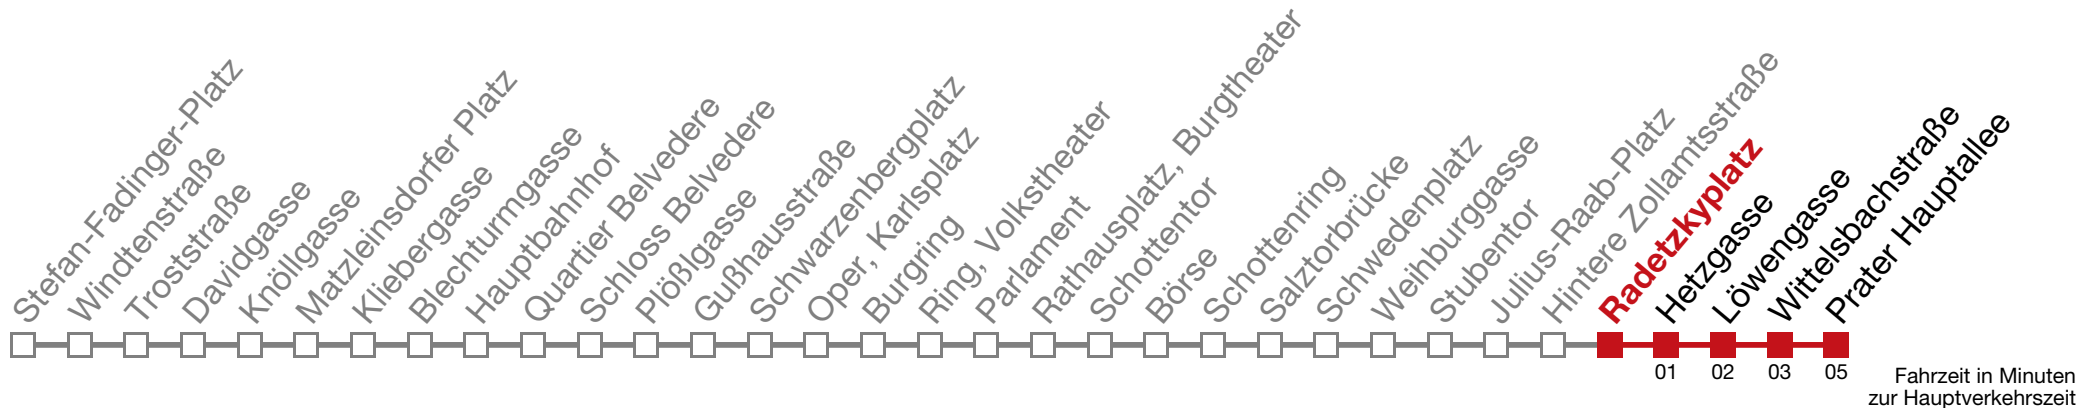 Stefan-Fadinger-Platz
Windtenstraße
Troststraße
Davidgasse
Knöllgasse
Matzleinsdorfer Platz
Kliebergasse
Blechturmgasse
Hauptbahnhof
Quartier Belvedere
Schloss Belvedere
Plößlgasse
Gußhausstraße
Schwarzenbergplatz
Oper, Karlsplatz
Burgring
Ring, Volkstheater
Parlament
Rathausplatz, Burgtheater
Schottentor
Börse
Schottenring
Salztorbrücke
Schwedenplatz
Weihburggasse
Stubentor
Julius-Raab-Platz
Hintere Zollamtsstraße
Radetzkyplatz
Hetzgasse
Löwengasse
Wittelsbachstraße
Prater Hauptallee
01 02 03 05
Fahrzeit in Minuten
zur Hauptverkehrszeit